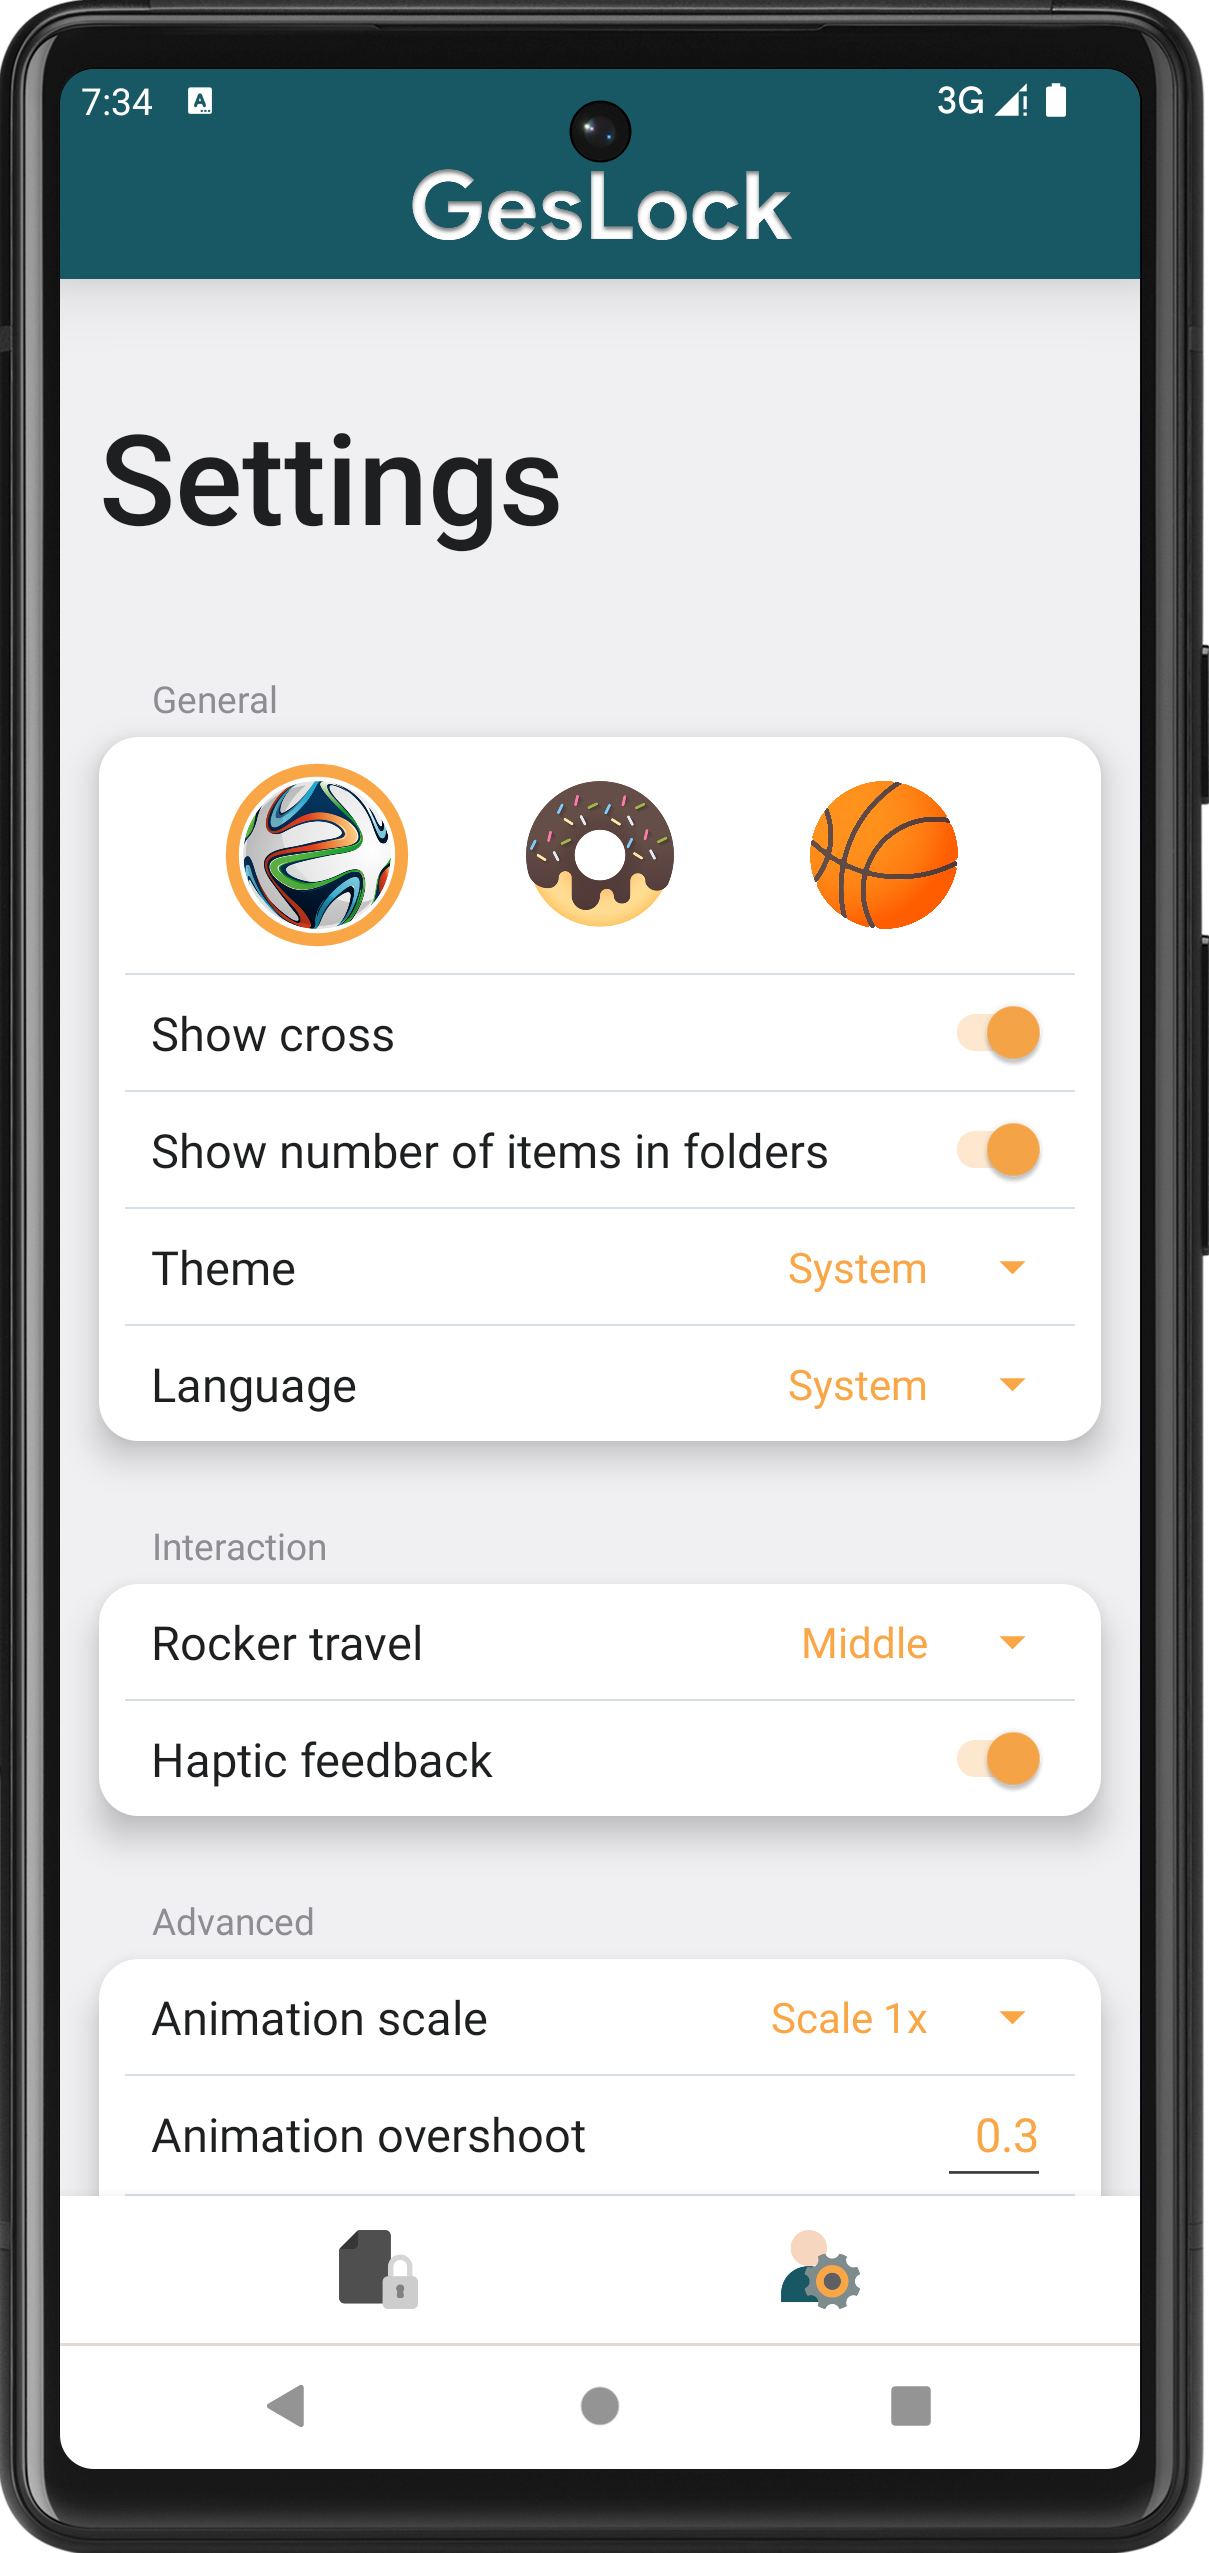 7:34
A
3G
GesLock
Settings
General
Show cross
Show number of items in folders
Theme System
Language System
Interaction
Rocker travel Middle
Haptic feedback
Advanced
Animation scale Scale 1x
Animation overshoot 0.3